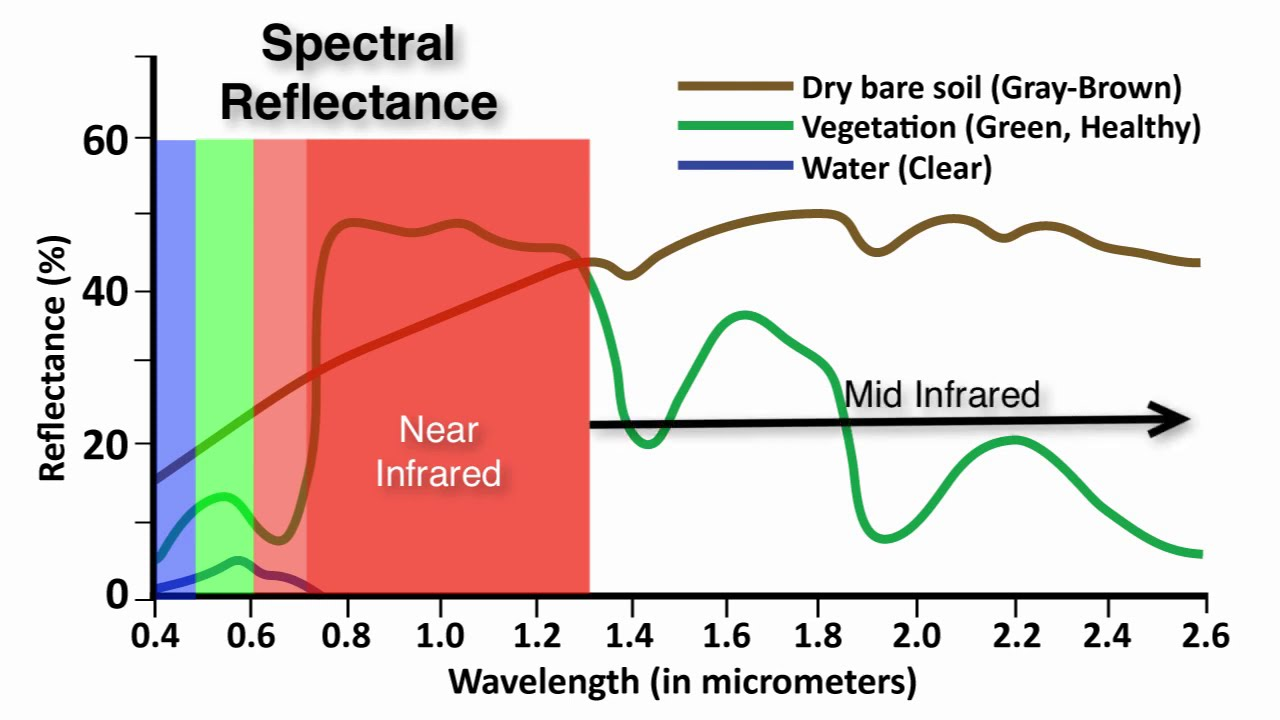 Spectral
Reflectance
Dry bare soil (Gray-Brown)
Vegetation (Green, Healthy)
Water (Clear)
60
40
20
0
Reflectance (%)
Near
Infrared
Mid Infrared
0.4 0.6 0.8 1.0 1.2 1.4 1.6 1.8 2.0 2.2 2.4 2.6
Wavelength (in micrometers)